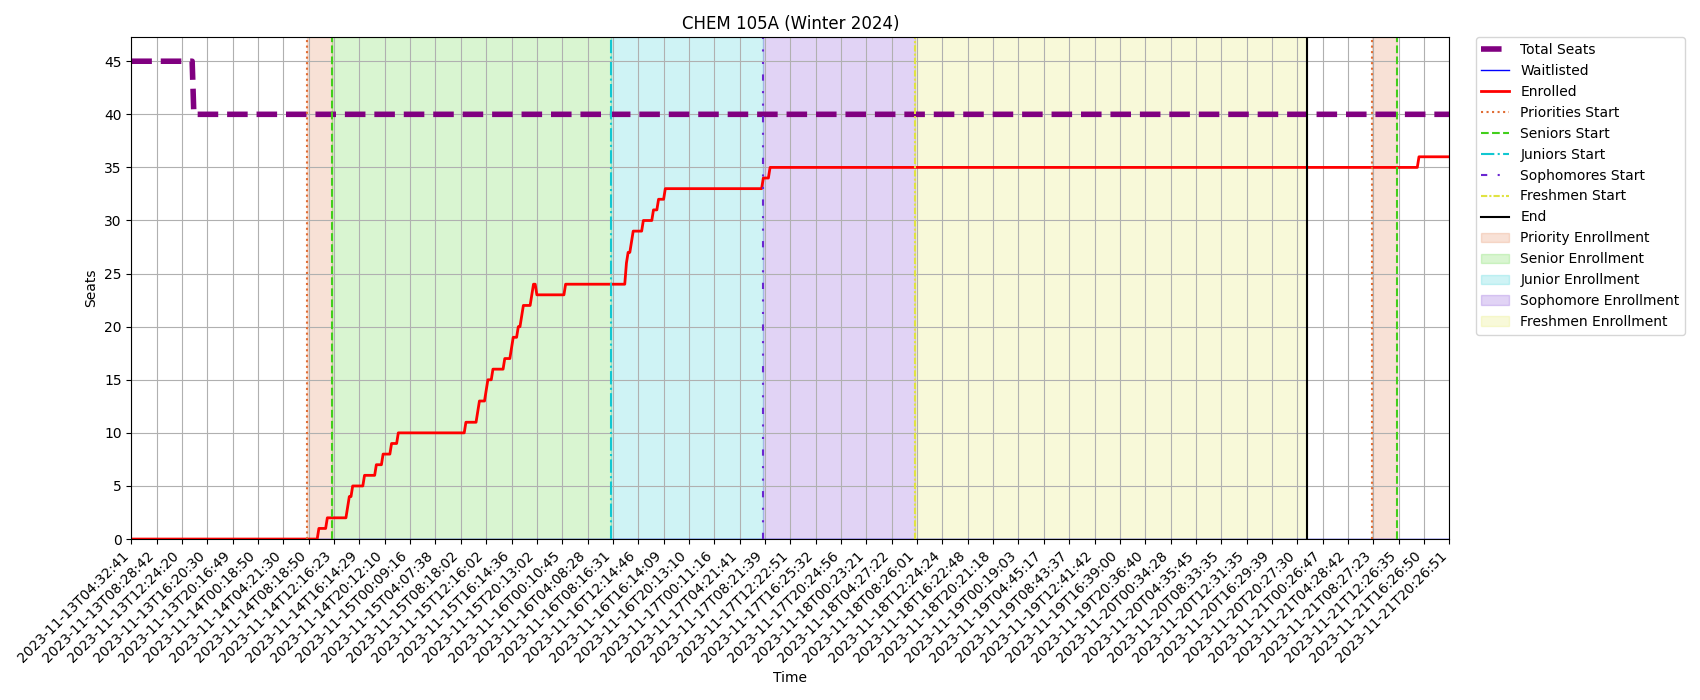 CHEM 105A (Winter 2024)
Seats
45
40
35
30
25
20
15
10
5
0
2023-11-13T04:32:41
2023-11-13T08:28:42
2023-11-13T12:24:20
2023-11-13T16:20:30
2023-11-13T20:16:49
2023-11-14T00:18:50
2023-11-14T04:21:30
2023-11-14T08:18:50
2023-11-14T12:16:23
2023-11-14T16:14:29
2023-11-14T20:12:10
2023-11-15T00:09:16
2023-11-15T04:07:38
2023-11-15T08:18:02
2023-11-15T12:16:02
2023-11-15T16:14:36
2023-11-15T20:13:02
2023-11-16T00:10:45
2023-11-16T04:08:28
2023-11-16T08:16:31
2023-11-16T12:14:46
2023-11-16T16:14:09
2023-11-16T20:13:10
2023-11-17T00:11:16
2023-11-17T04:21:41
2023-11-17T08:21:39
2023-11-17T12:22:51
2023-11-17T16:25:32
2023-11-17T20:24:56
2023-11-18T00:23:21
2023-11-18T04:27:22
2023-11-18T08:26:01
2023-11-18T12:24:24
2023-11-18T16:22:48
2023-11-18T20:21:18
2023-11-19T00:19:03
2023-11-19T04:45:17
2023-11-19T08:43:37
2023-11-19T12:41:42
2023-11-19T16:39:00
2023-11-19T20:36:40
2023-11-20T00:34:28
2023-11-20T04:35:45
2023-11-20T08:33:35
2023-11-20T12:31:35
2023-11-20T16:29:39
2023-11-20T20:27:30
2023-11-21T00:26:47
2023-11-21T04:28:42
2023-11-21T08:27:23
2023-11-21T12:26:35
2023-11-21T16:26:50
2023-11-21T20:26:51
Time
Total Seats
Waitlisted
Enrolled
Priorities Start
Seniors Start
Juniors Start
Sophomores Start
Freshmen Start
End
Priority Enrollment
Senior Enrollment
Junior Enrollment
Sophomore Enrollment
Freshmen Enrollment